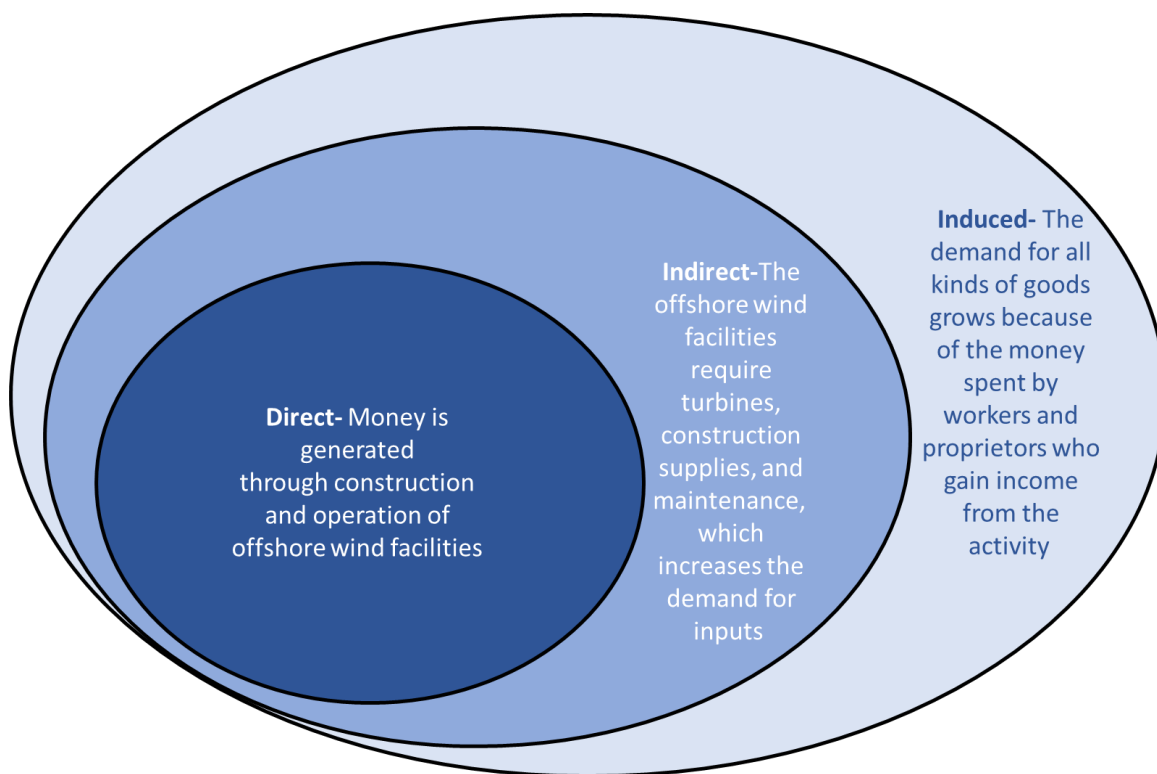 Direct- Money is
generated
through construction
and operation of
offshore wind facilities
Indirect-The
offshore wind
facilities
require
turbines,
construction
supplies, and
maintenance,
which
increases the
demand for
inputs
Induced- The
demand for all
kinds of goods
grows because
of the money
spent by
workers and
proprietors who
gain income
from the
activity